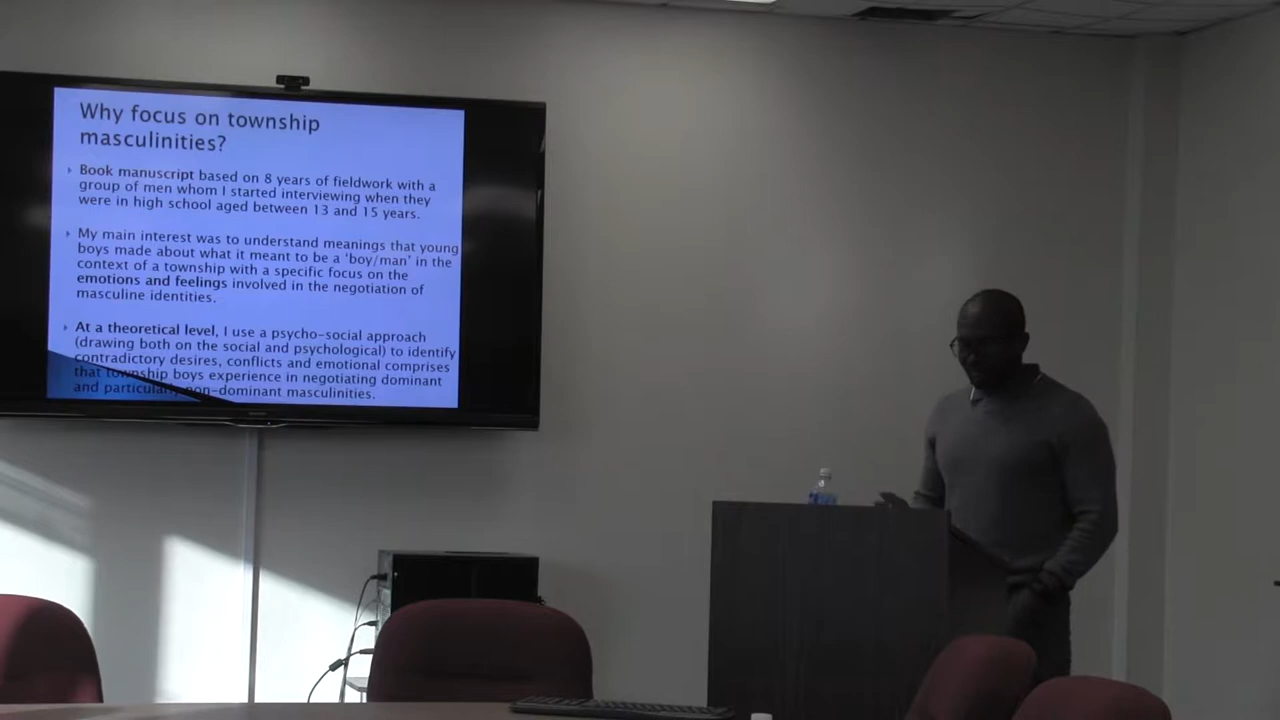 Why focus on township
masculinities?
Book manuscript based on 8 years of fieldwork with a
group of men whom I started interviewing when they
were in high school aged between 13 and 15 years.
My main interest was to understand meanings that young
boys made about what it meant to be a 'boy/man' in the
context of a township with a specific focus on the
emotions and feelings involved in the negotiation of
masculine identities.
At a theoretical level, I use a psycho-social approach
(drawing both on the social and psychological) to identify
contradictory desires, conflicts and emotional comprises
that township boys experience in negotiating dominant
and particularly non-dominant masculinities.